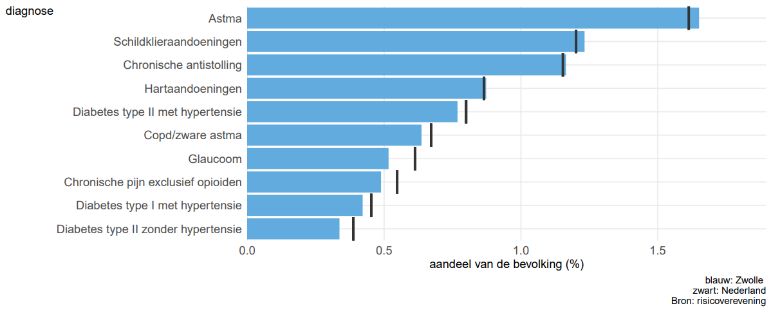 diagnose
Astma
Schildklieraandoeningen
Chronische antistolling
Hartaandoeningen
Diabetes type II met hypertensie
Copd/zware astma
Glaucoom
Chronische pijn exclusief opioiden
Diabetes type I met hypertensie
Diabetes type II zonder hypertensie
0.0 0.5 1.0 1.5
aandeel van de bevolking (%)
blauw: Zwolle
zwart: Nederland
Bron: risicoverevening